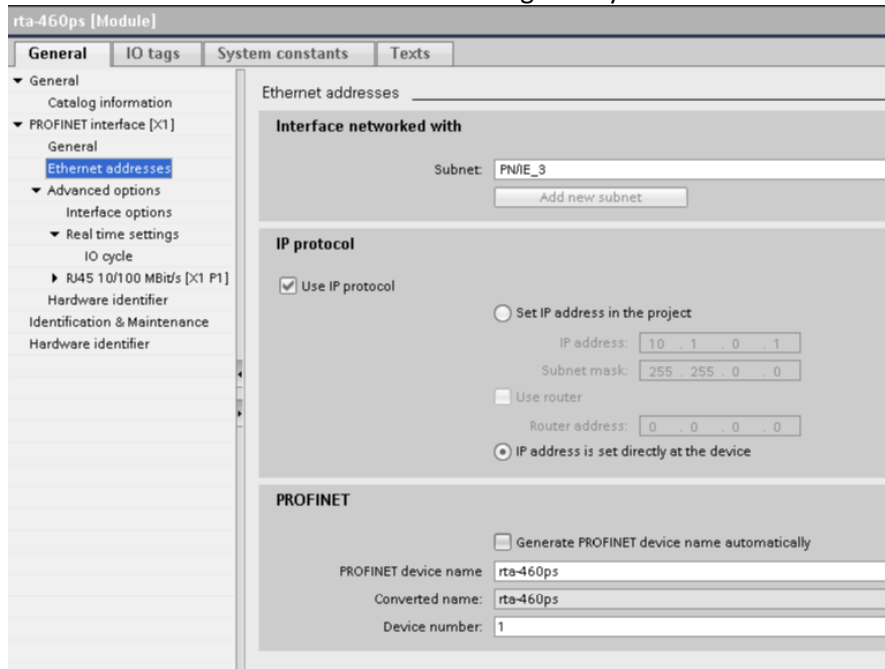 rta-460ps [Module]
General IO tags System constants Texts
General
Catalog information
PROFINET interface [X1]
General
Ethernet addresses
Advanced options
Interface options
Real time settings
IO cycle
RJ45 10/100 MBit/s [X1 P1]
Hardware identifier
Identification & Maintenance
Hardware identifier
Ethernet addresses
Interface networked with
Subnet: PN/IE_3
Add new subnet
IP protocol
Use IP protocol
Set IP address in the project
IP address: 10 . 1 . 0 . 1
Subnet mask: 255 . 255 . 0 . 0
Use router
Router address: 0 . 0 . 0 . 0
IP address is set directly at the device
PROFINET
Generate PROFINET device name automatically
PROFINET device name rta-460ps
Converted name: rta-460ps
Device number: 1